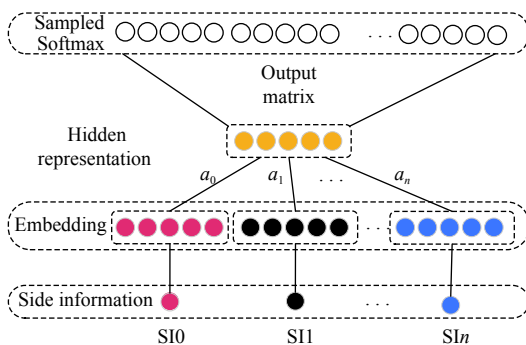 Sampled
Softmax
. . .
Output
matrix
Hidden
representation
a0 a1 . . . an
Embedding . . .
Side information . . .
SI0 SI1 SIn